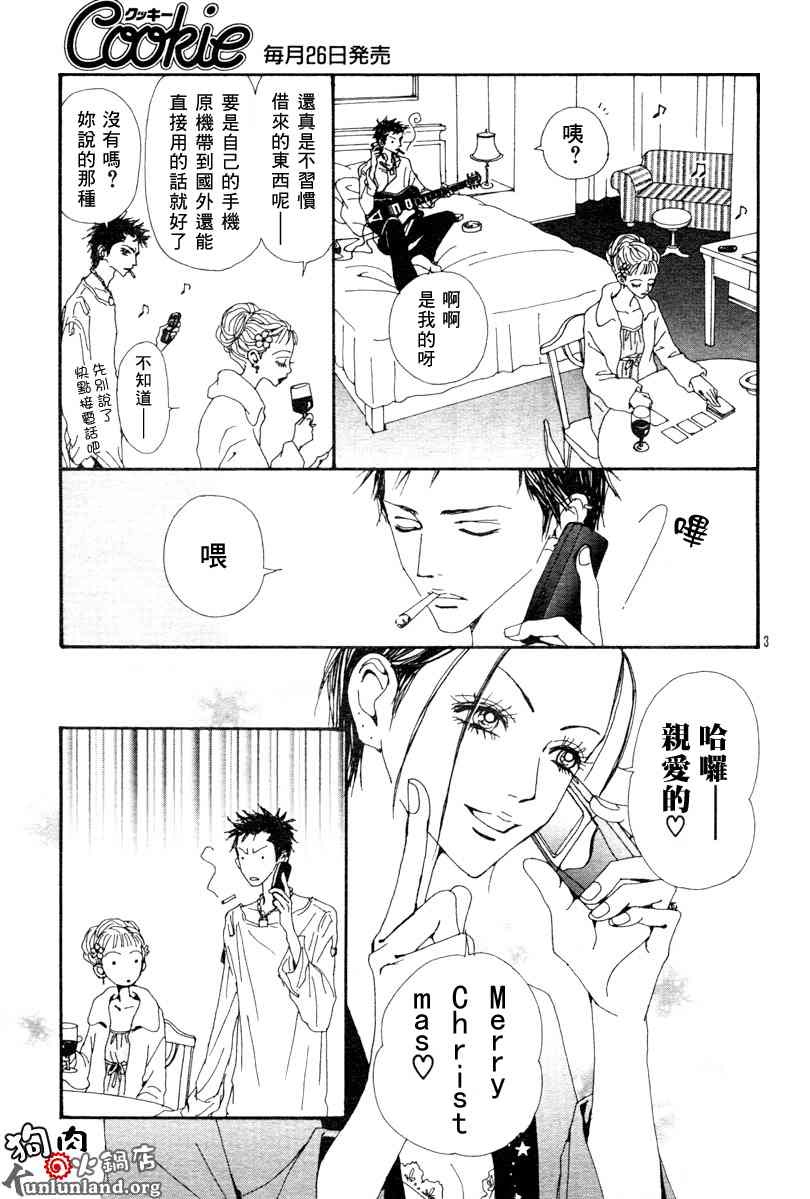 クッキー
Cookie
毎月26日発売
咦？
啊啊
是我的呀
還真是不習慣
借來的東西呢——
要是自己的手機
原機帶到國外還能
直接用的話就好了
沒有嗎？
妳說的那種
不知道——
先別說了
快點接電話吧
嗶
喂
3
哈囉——
親愛的♡
Merry
Christ
mas♡
狗肉
火鍋店
Kunlunland.org